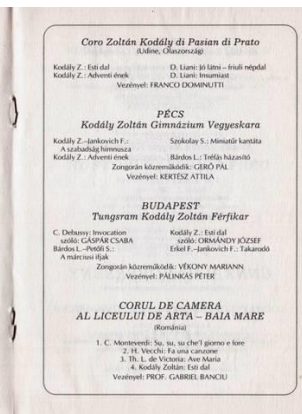 Coro Zoltán Kodály di Pasian di Prato
(Udine, Olaszország)
Kodály Z.: Esti dal
D. Liani: Jó látni – friuli népdal
Kodály Z.: Adventi ének
D. Liani: Insumiast
Vezényel: FRANCO DOMINUTTI
PÉCS
Kodály Zoltán Gimnázium Vegyeskara
Kodály Z.–Jankovich F.:
A szabadság himnusza
Szokolay S.: Miniatűr kantáta
Kodály Z.: Adventi ének
Bárdos L.: Tréfás házasító
Zongorán közreműködik: GERŐ PÁL
Vezényel: KERTÉSZ ATTILA
BUDAPEST
Tungsram Kodály Zoltán Férfikar
C. Debussy: Invocation
szóló: GÁSPÁR CSABA
Kodály Z.: Esti dal
szóló: ORMÁNDY JÓZSEF
Bárdos L.–Petőfi S.:
A márciusi ifjak
Erkel F.–Jankovich F.: Takarodó
Zongorán közreműködik: VÉKONY MARIANN
Vezényel: PÁLINKÁS PÉTER
CORUL DE CAMERA
AL LICEULUI DE ARTA – BAIA MARE
(Románia)
1. C. Monteverdi: Su, su, su che'l giorno e fore
2. H. Vecchi: Fa una canzone
3. Th. L. de Victoria: Ave Maria
4. Kodály Zoltán: Esti dal
Vezényel: PROF. GABRIEL BANCIU